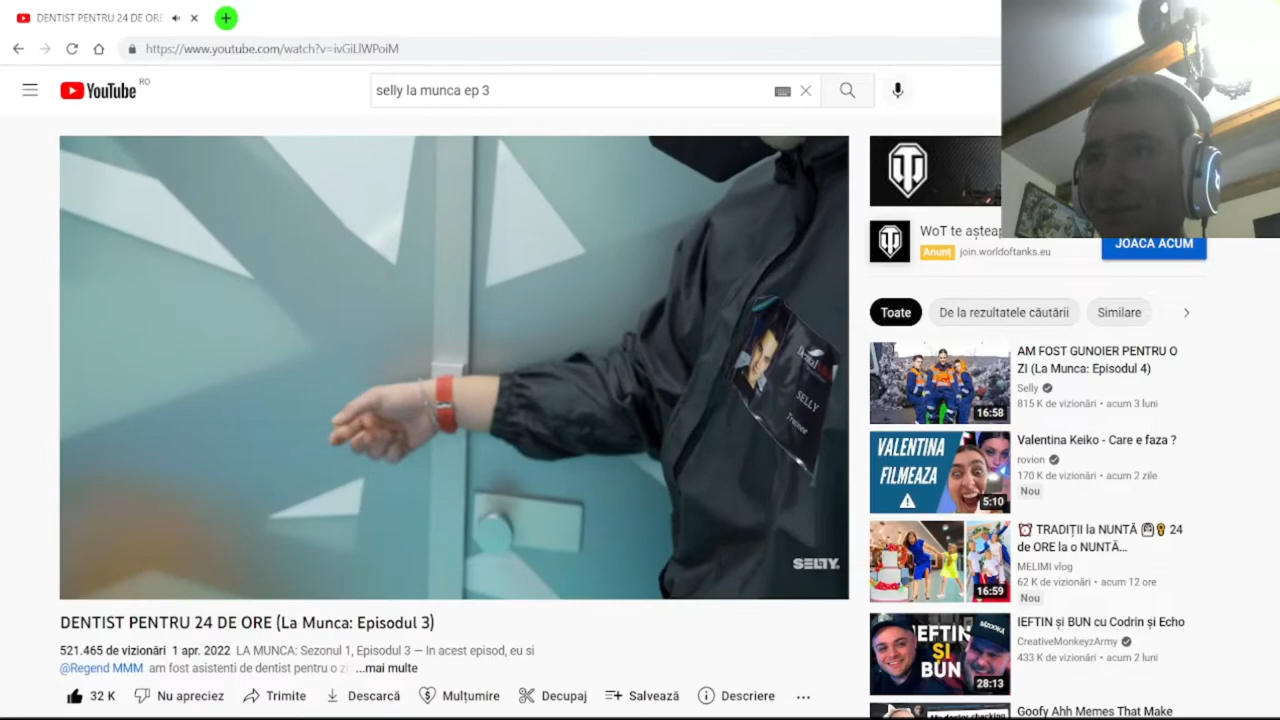 DENTIST PENTRU 24 DE ORE
https://www.youtube.com/watch?v=ivGiLlWPoiM
YouTube RO
selly la munca ep 3
SELLY
Trainee
SELTY.
DENTIST PENTRU 24 DE ORE (La Munca: Episodul 3)
521.465 de vizionări 1 apr. 2022 LA MUNCA: Sezonul 1, Episodul 3 — In acest episod, eu si
@Regend MMM am fost asistenti de dentist pentru o zi ...mai multe
32 K
Nu apreciez
Descarcă
Mulțumire
Decupaj
Salvează
Descriere
WoT te așteap
Anunț join.worldoftanks.eu
JOACĂ ACUM
Toate
De la rezultatele căutării
Similare
AM FOST GUNOIER PENTRU O
ZI (La Munca: Episodul 4)
Selly
815 K de vizionări • acum 3 luni
16:58
VALENTINA
FILMEAZA
5:10
Valentina Keiko - Care e faza ?
rovion
170 K de vizionări • acum 2 zile
Nou
16:59
TRADIȚII la NUNTĂ 24
de ORE la o NUNTĂ...
MELIMI vlog
62 K de vizionări • acum 12 ore
Nou
IEFTIN
ȘI
BUN
28:13
IEFTIN și BUN cu Codrin și Echo
CreativeMonkeyzArmy
433 K de vizionări • acum 2 luni
Goofy Ahh Memes That Make
My doctor checking